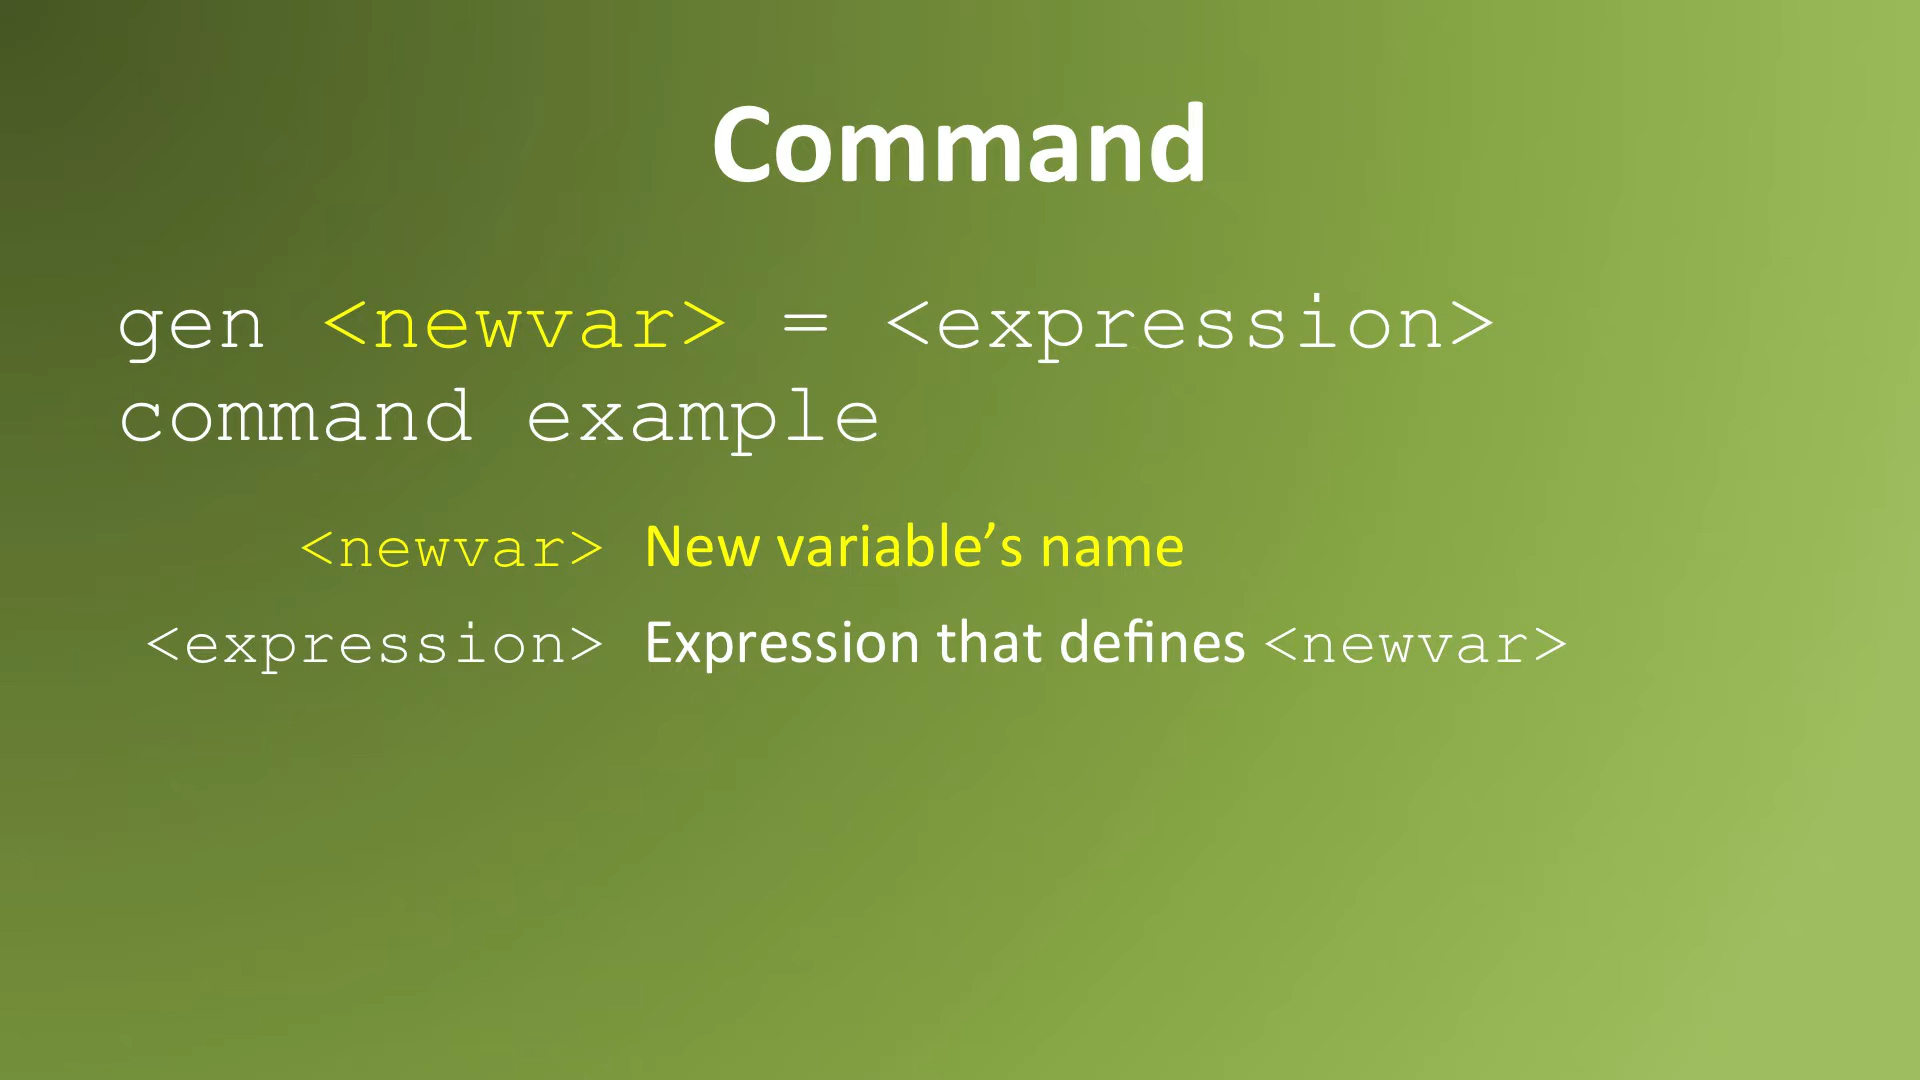 Command
gen <newvar> = <expression>
command example
<newvar> New variable’s name
<expression> Expression that defines <newvar>